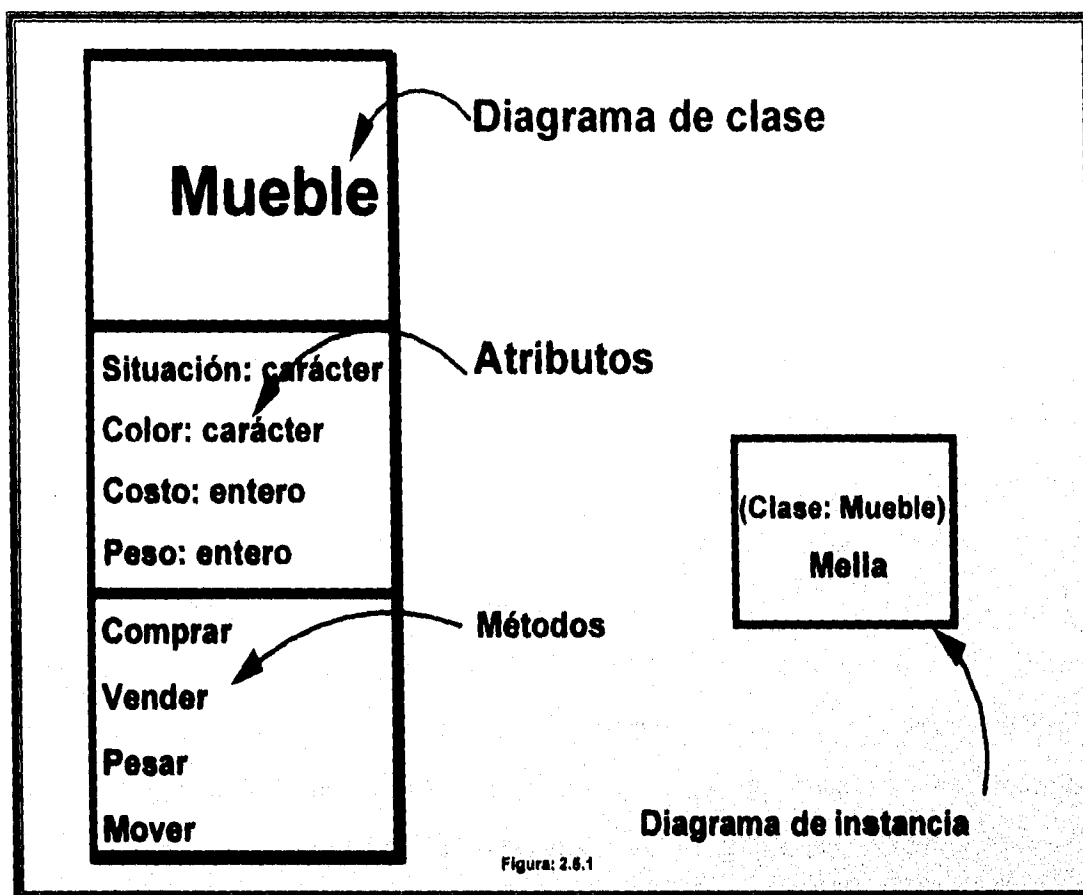 Diagrama de clase
Mueble
Atributos
Situación: carácter
Color: carácter
Costo: entero
Peso: entero
(Clase: Mueble)
Mella
Métodos
Comprar
Vender
Pesar
Mover
Diagrama de instancia
Figura: 2.6.1